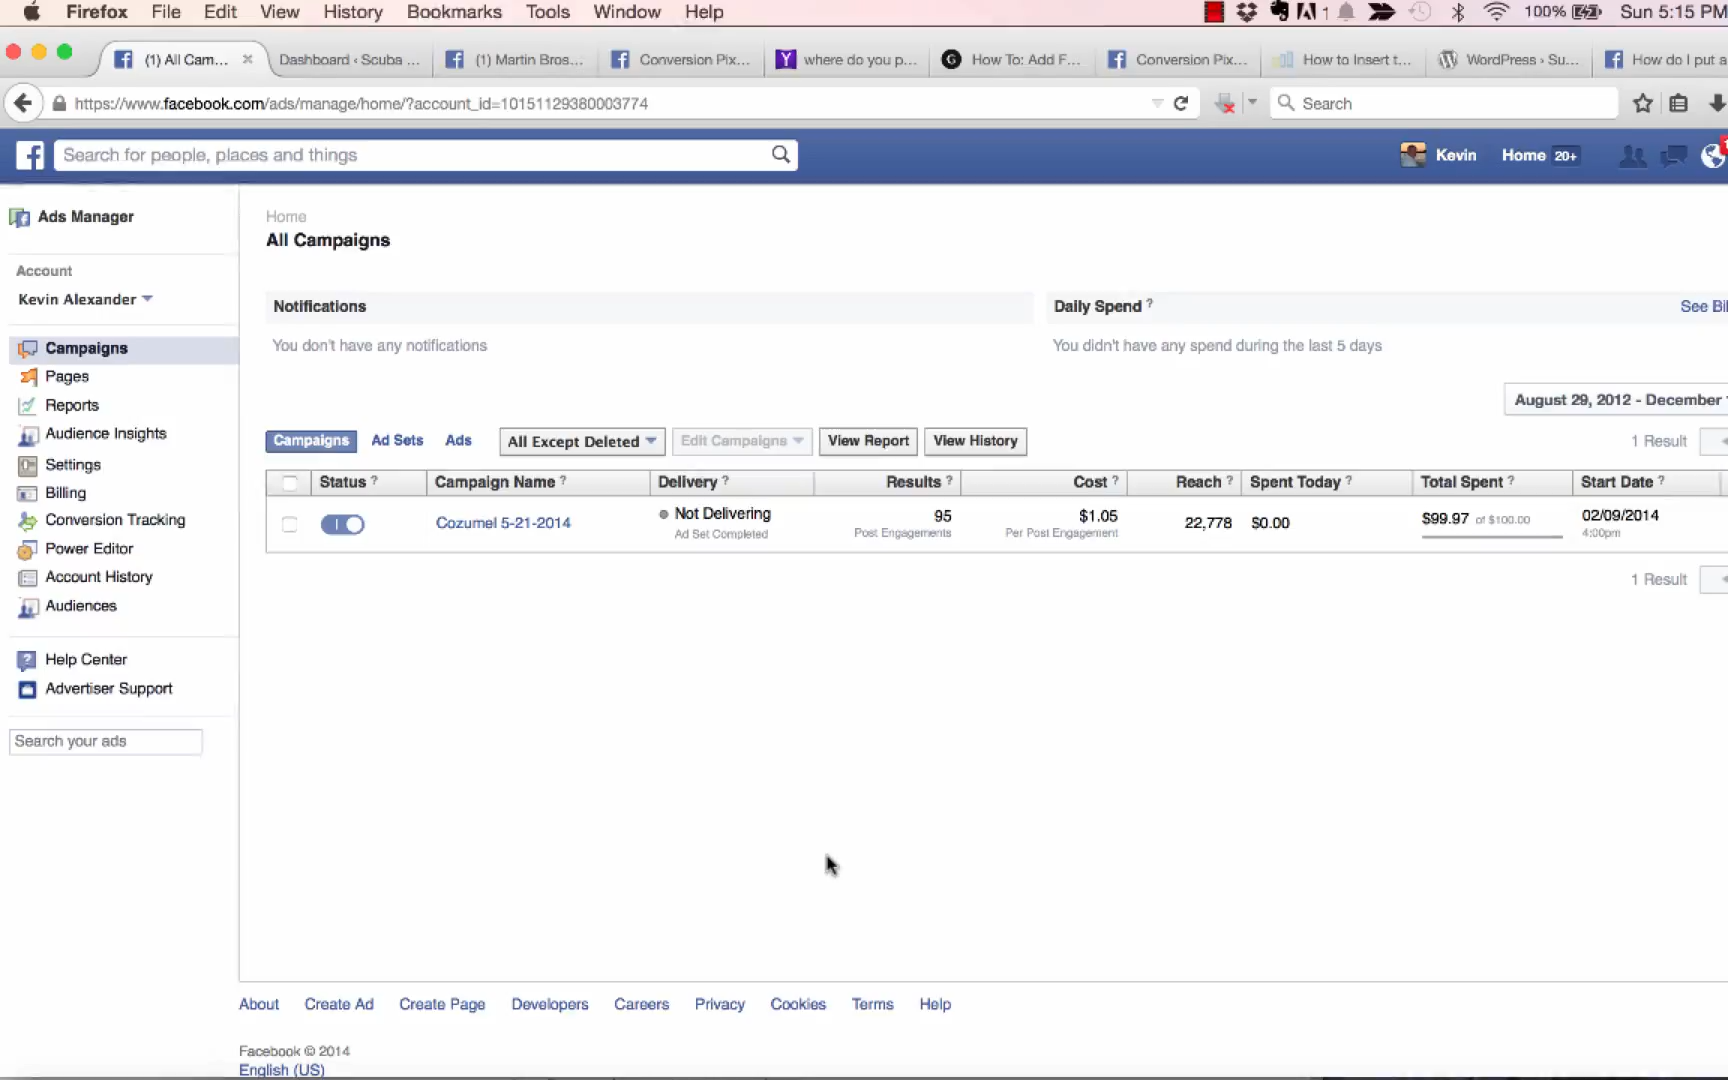 Firefox File Edit View History Bookmarks Tools Window Help 1 100% Sun 5:15 PM
(1) All Cam... Dashboard ‹ Scuba ... (1) Martin Bros... Conversion Pix... where do you p... How To: Add F... Conversion Pix... How to Insert t... WordPress › Su... How do I put a
https://www.facebook.com/ads/manage/home/?account_id=10151129380003774 Search
Search for people, places and things Kevin Home 20+
Ads Manager
Account
Kevin Alexander
Campaigns
Pages
Reports
Audience Insights
Settings
Billing
Conversion Tracking
Power Editor
Account History
Audiences
Help Center
Advertiser Support
Search your ads
Home
All Campaigns
Notifications Daily Spend ? See Bil
You don't have any notifications You didn't have any spend during the last 5 days
August 29, 2012 - December
Campaigns Ad Sets Ads All Except Deleted Edit Campaigns View Report View History 1 Result
Status ? Campaign Name ? Delivery ? Results ? Cost ? Reach ? Spent Today ? Total Spent ? Start Date ?
Cozumel 5-21-2014 Not Delivering 95 $1.05 22,778 $0.00 $99.97 of $100.00 02/09/2014
Ad Set Completed Post Engagements Per Post Engagement 4:00pm
1 Result
About Create Ad Create Page Developers Careers Privacy Cookies Terms Help
Facebook © 2014
English (US)